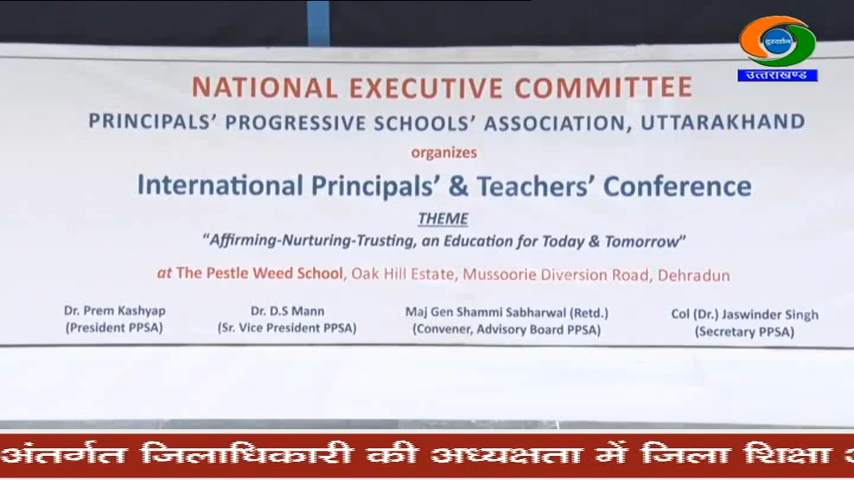 दूरदर्शन
उत्तराखण्ड
NATIONAL EXECUTIVE COMMITTEE
PRINCIPALS' PROGRESSIVE SCHOOLS' ASSOCIATION, UTTARAKHAND
organizes
International Principals' & Teachers' Conference
THEME
"Affirming-Nurturing-Trusting, an Education for Today & Tomorrow"
at The Pestle Weed School, Oak Hill Estate, Mussoorie Diversion Road, Dehradun
Dr. Prem Kashyap Dr. D.S Mann Maj Gen Shammi Sabharwal (Retd.) Col (Dr.) Jaswinder Singh
(President PPSA) (Sr. Vice President PPSA) (Convener, Advisory Board PPSA) (Secretary PPSA)
अंतर्गत जिलाधिकारी की अध्यक्षता में जिला शिक्षा